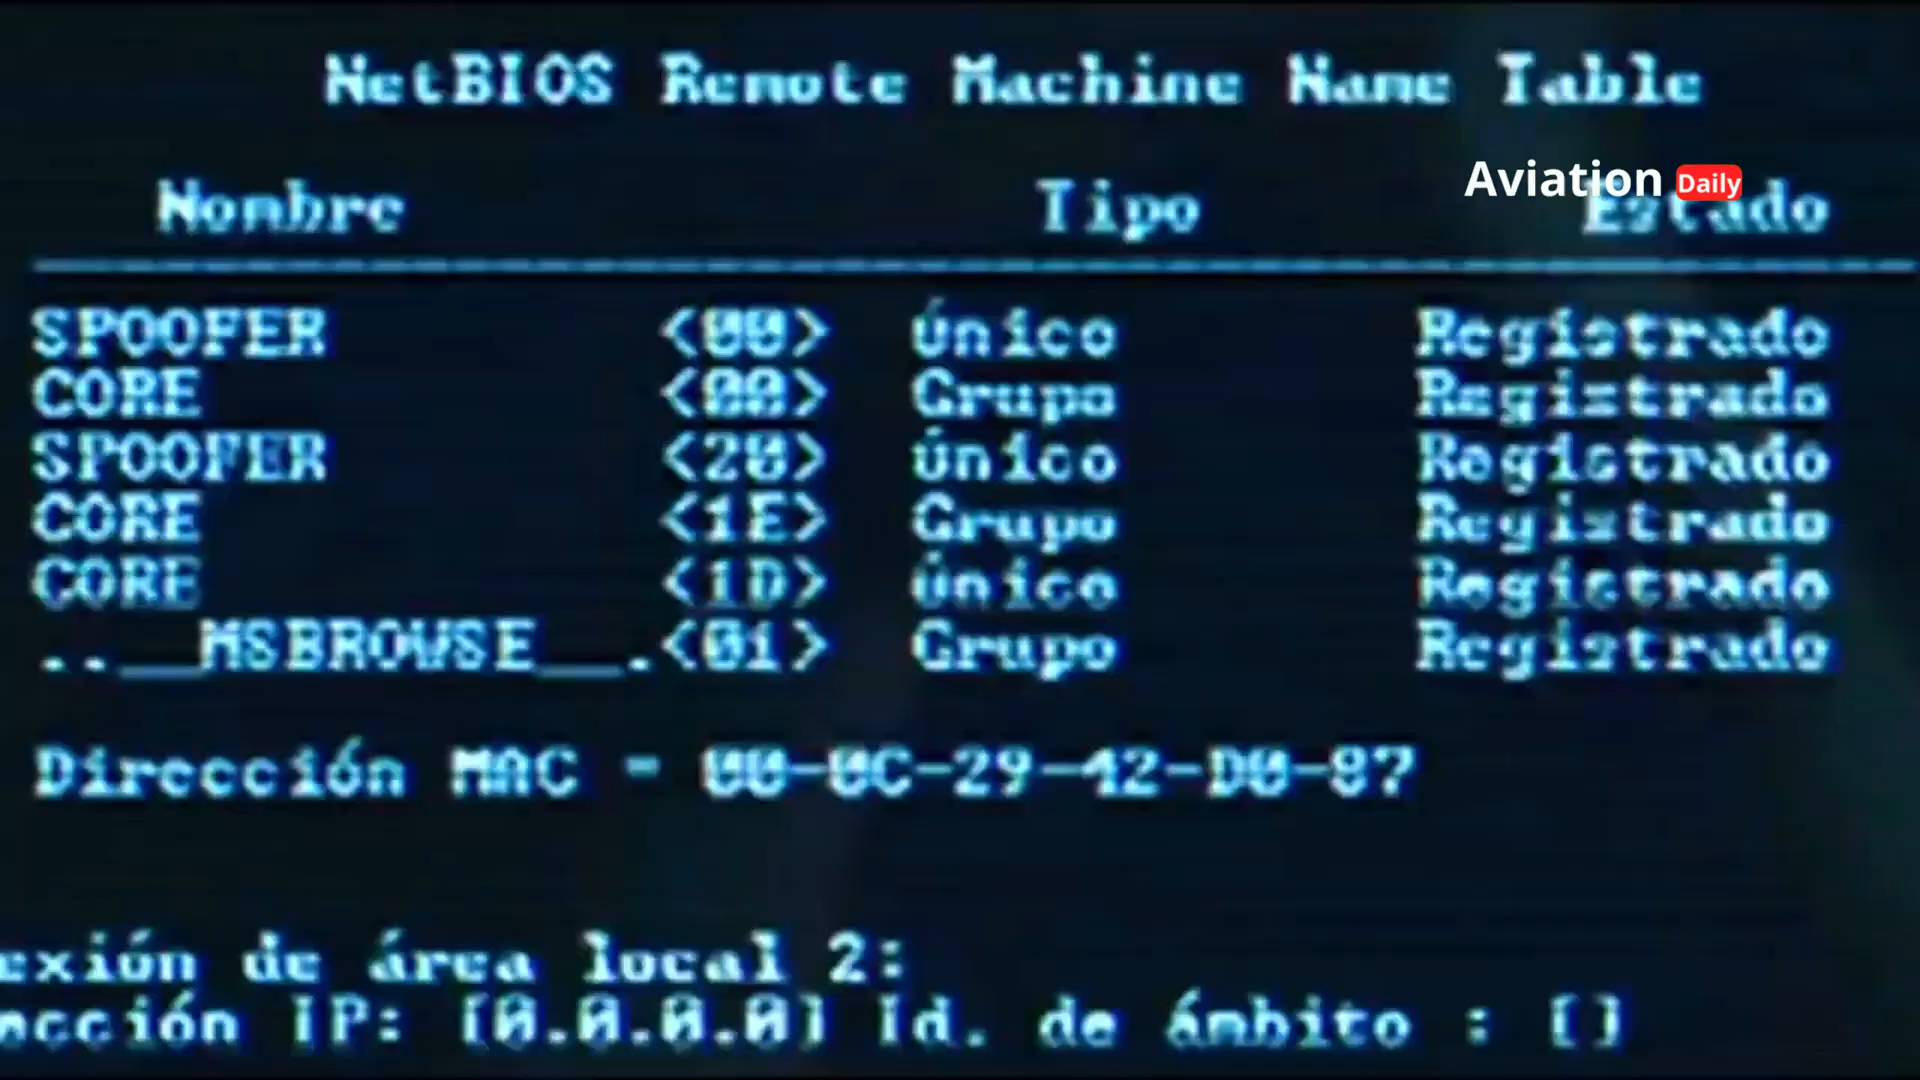 NetBIOS Remote Machine Name Table
Aviation Daily
Nombre Tipo Estado
SPOOFER <00> Único Registrado
CORE <00> Grupo Registrado
SPOOFER <20> Único Registrado
CORE <1E> Grupo Registrado
CORE <1D> Único Registrado
..__MSBROWSE__.<01> Grupo Registrado
Dirección MAC = 00-0C-29-42-D0-87
exión de área local 2:
ección IP: [0.0.0.0] Id. de ámbito : []